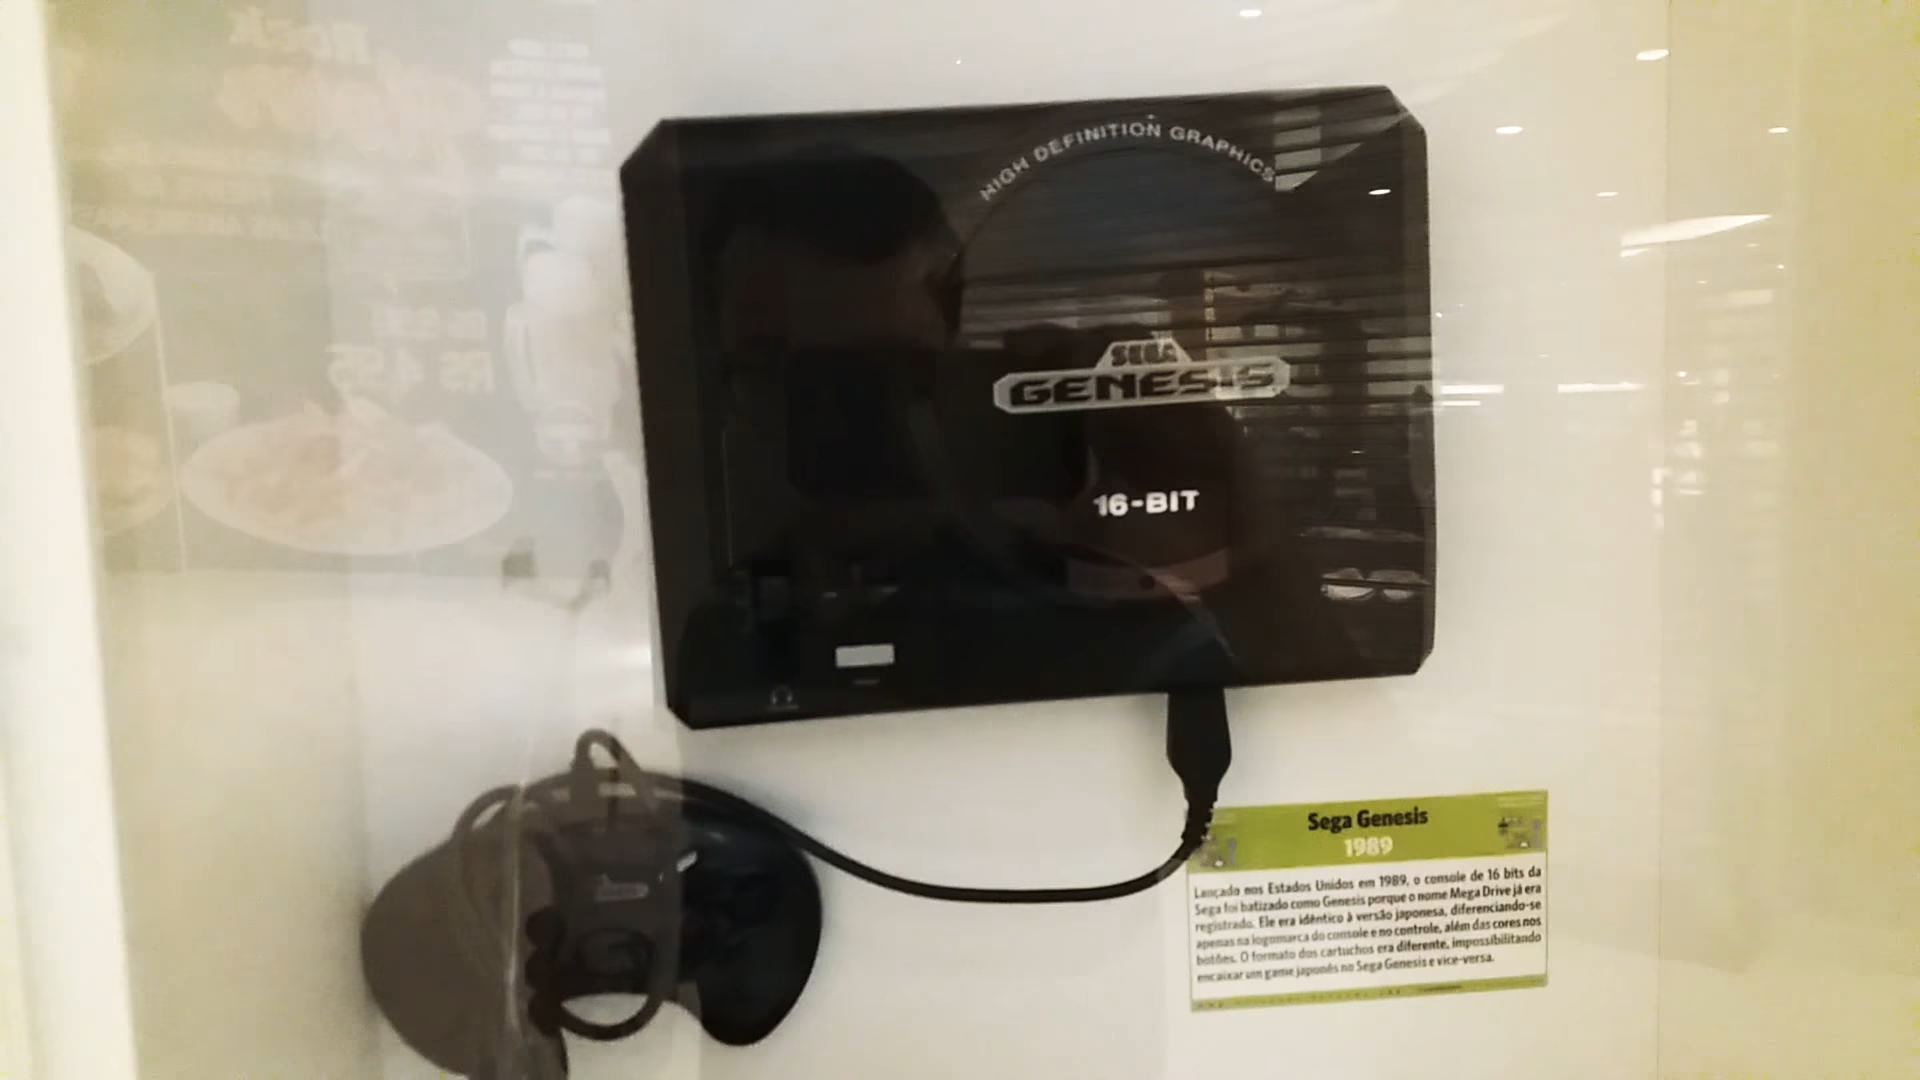 HIGH DEFINITION GRAPHICS
SEGA
GENESIS
16-BIT
R$ 4,95
Sega Genesis
1989
Lançado nos Estados Unidos em 1989, o console de 16 bits da
Sega foi batizado como Genesis porque o nome Mega Drive já era
registrado. Ele era idêntico à versão japonesa, diferenciando-se
apenas na logomarca do console e no controle, além das cores nos
botões. O formato dos cartuchos era diferente, impossibilitando
encaixar um game japonês no Sega Genesis e vice-versa.